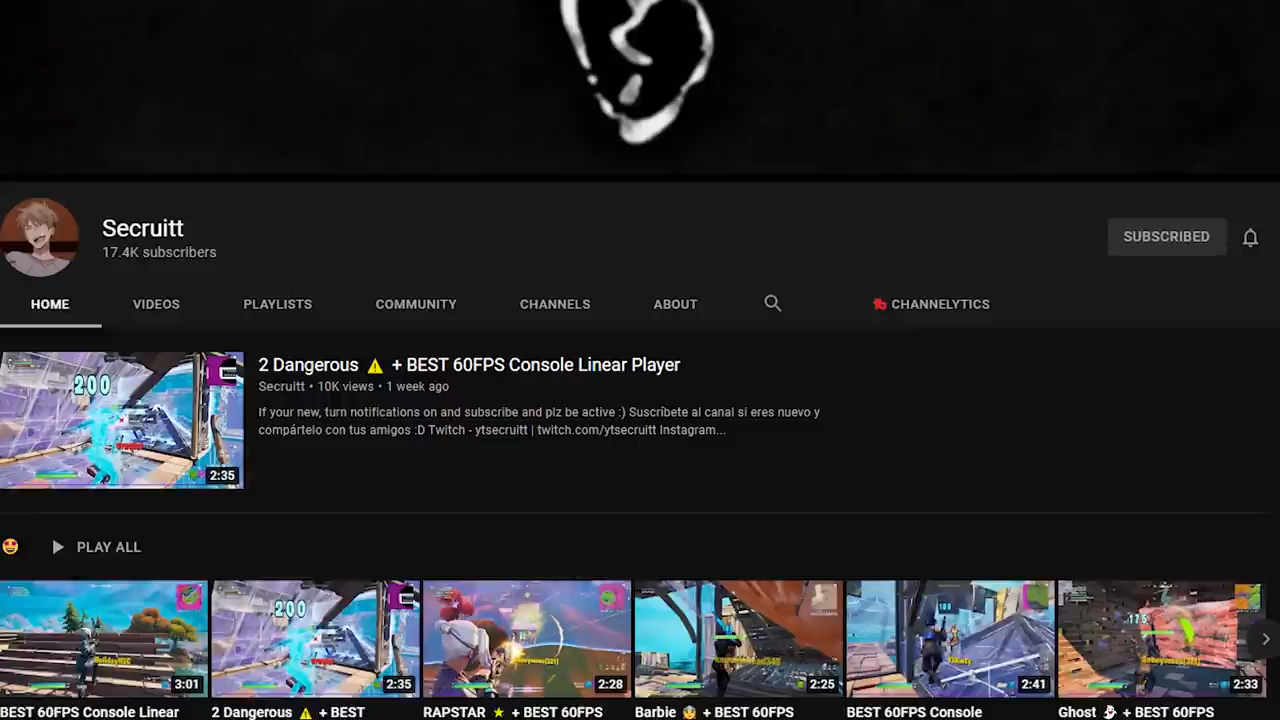 Secruitt
17.4K subscribers
SUBSCRIBED
HOME VIDEOS PLAYLISTS COMMUNITY CHANNELS ABOUT CHANNELYTICS
200
2:35
2 Dangerous ⚠ + BEST 60FPS Console Linear Player
Secruitt • 10K views • 1 week ago
If your new, turn notifications on and subscribe and plz be active :) Suscríbete al canal si eres nuevo y
compártelo con tus amigos :D Twitch - ytsecruitt | twitch.com/ytsecruitt Instagram...
🤩 PLAY ALL
3:01 2:35 2:28 2:25 2:41 2:33
BEST 60FPS Console Linear
2 Dangerous ⚠ + BEST
RAPSTAR ★ + BEST 60FPS
Barbie 😨 + BEST 60FPS
BEST 60FPS Console
Ghost 👻 + BEST 60FPS